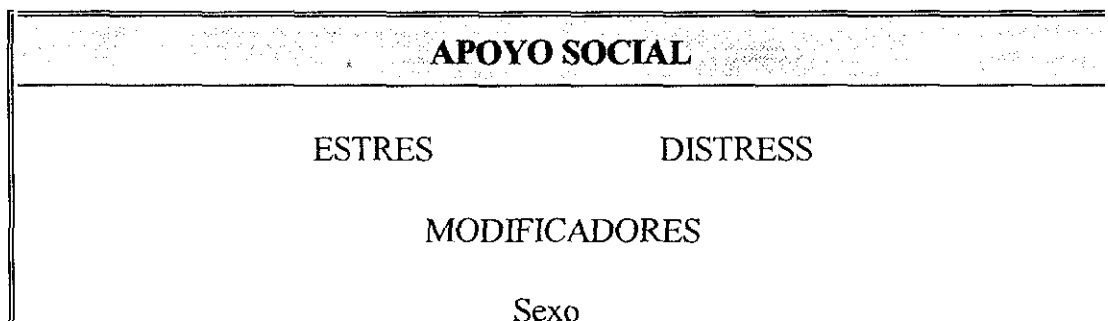 APOYO SOCIAL
ESTRES DISTRESS
MODIFICADORES
Sexo